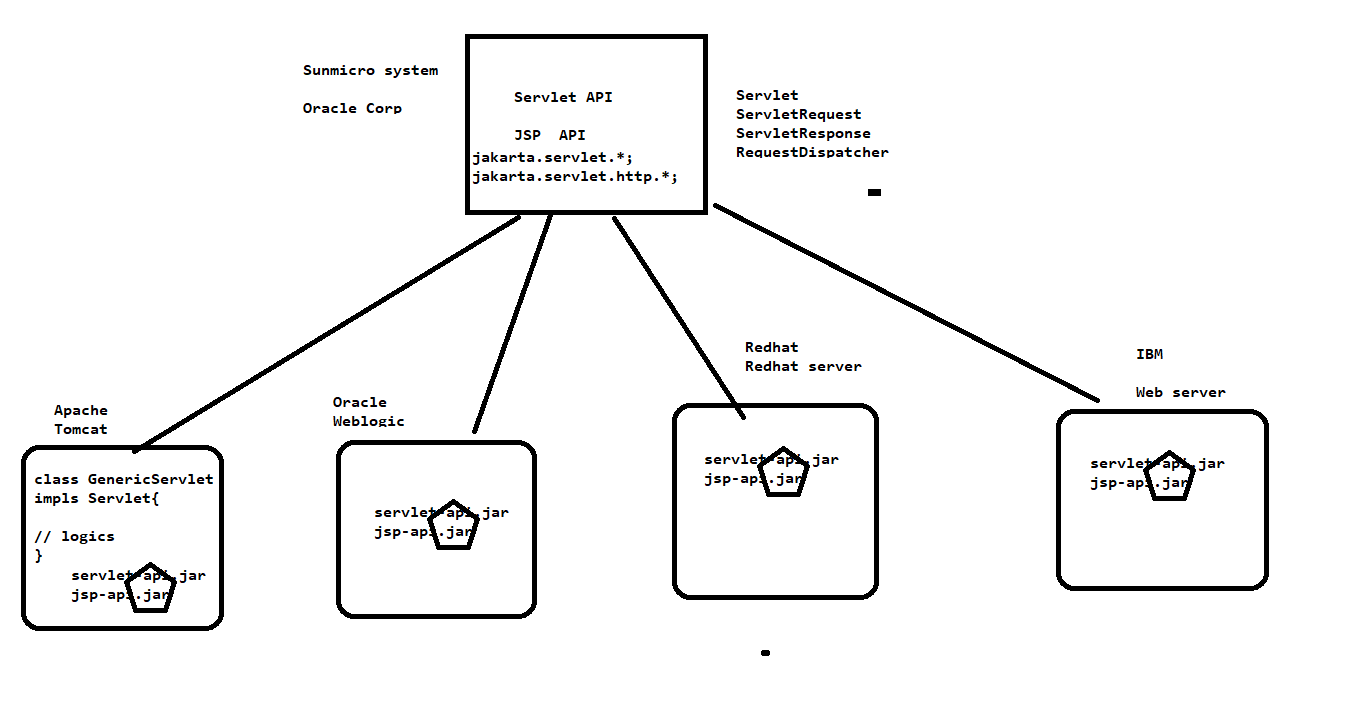 Sunmicro system
Oracle Corp
Servlet API
JSP  API
jakarta.servlet.*;
jakarta.servlet.http.*;
Servlet
ServletRequest
ServletResponse
RequestDispatcher
Apache
Tomcat
class GenericServlet
impls Servlet{
// logics
}
servlet-api.jar
jsp-api.jar
Oracle
Weblogic
servlet-api.jar
jsp-api.jar
Redhat
Redhat server
servlet-api.jar
jsp-api.jar
IBM
Web server
servlet-api.jar
jsp-api.jar